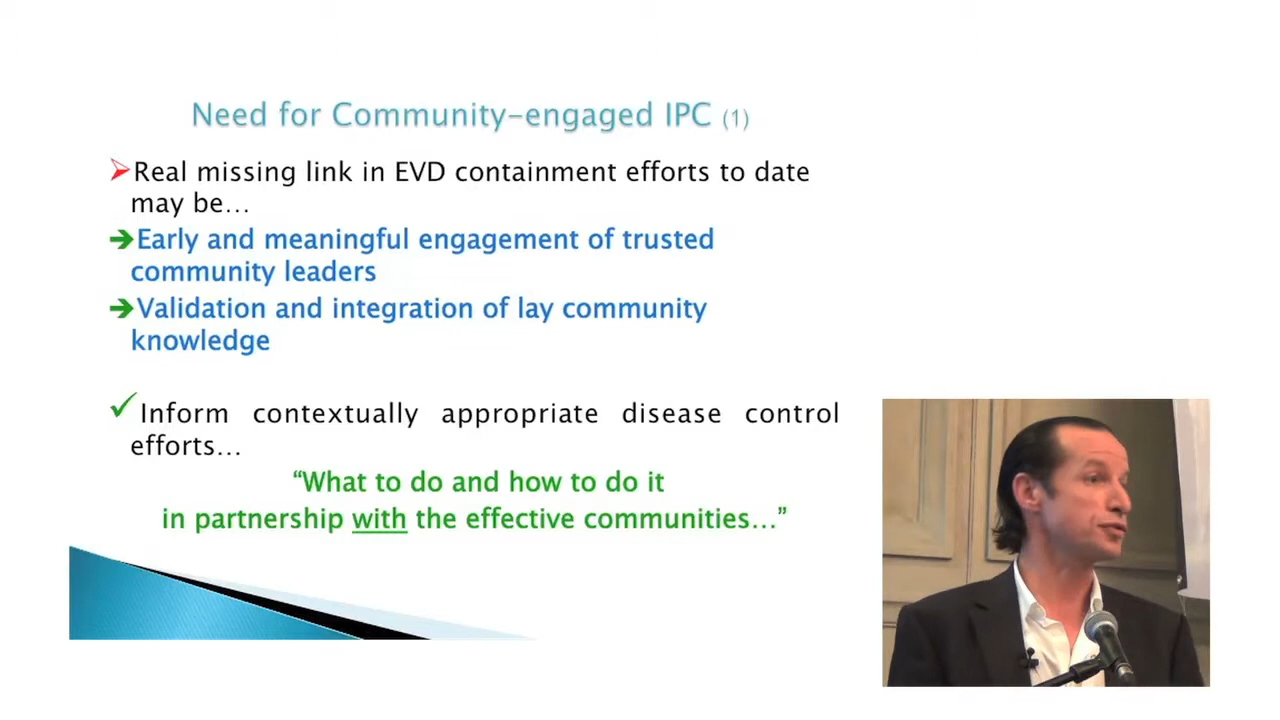 Need for Community-engaged IPC (1)
Real missing link in EVD containment efforts to date
may be…
Early and meaningful engagement of trusted
community leaders
Validation and integration of lay community
knowledge
Inform contextually appropriate disease control
efforts…
“What to do and how to do it
in partnership with the effective communities…”